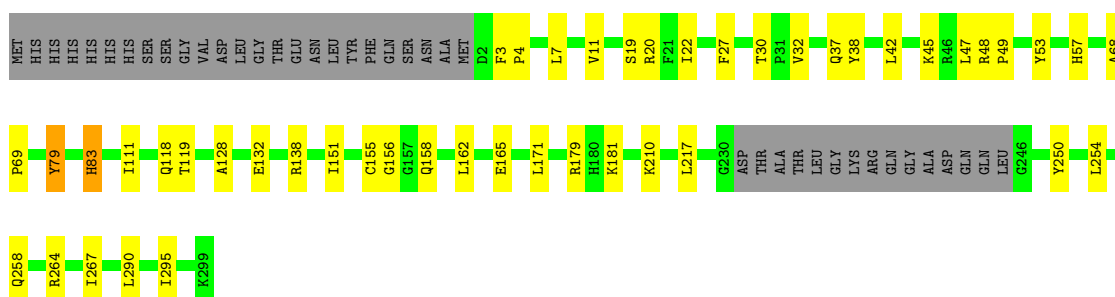 MET HIS HIS HIS HIS HIS HIS SER SER GLY VAL ASP LEU GLY THR GLU ASN LEU TYR PHE GLN SER ASN ALA MET D2 F3 P4 L7 V11 S19 R20 F21 I22 F27 T30 P31 V32 Q37 Y38 L42 K45 R46 L47 R48 P49 Y53 H57 A68
P69 Y79 H83 I111 Q118 T119 A128 E132 R138 I151 C155 G156 G157 Q158 L162 E165 L171 R179 H180 K181 K210 L217 G230 ASP THR ALA THR LEU GLY LYS ARG GLN GLY ALA ASP GLN GLN LEU G246 Y250 L254
Q258 R264 I267 L290 I295 K299